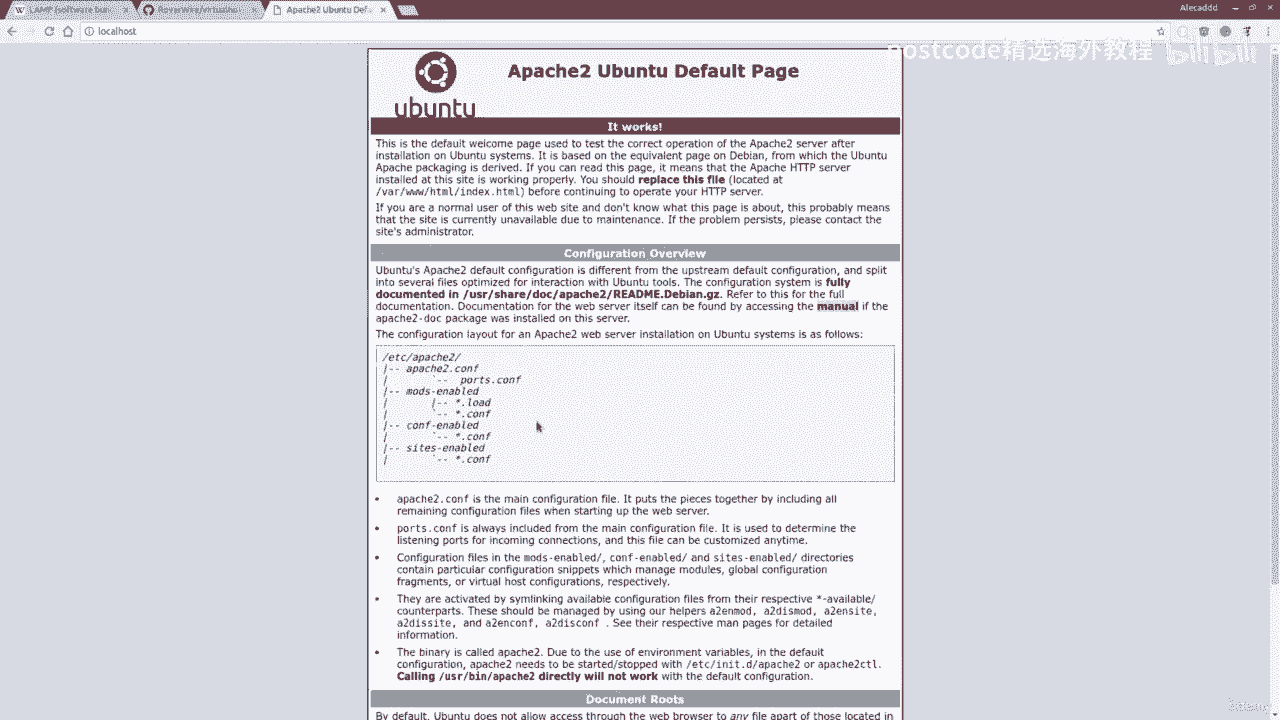 LAMP (software bun
RoverWire/virtualho
Apache2 Ubuntu Def
Alecaddd
localhost
postcode精选海外教程
bilibili
Apache2 Ubuntu Default Page
ubuntu
It works!
This is the default welcome page used to test the correct operation of the Apache2 server after
installation on Ubuntu systems. It is based on the equivalent page on Debian, from which the Ubuntu
Apache packaging is derived. If you can read this page, it means that the Apache HTTP server
installed at this site is working properly. You should replace this file (located at
/var/www/html/index.html) before continuing to operate your HTTP server.
If you are a normal user of this web site and don't know what this page is about, this probably means
that the site is currently unavailable due to maintenance. If the problem persists, please contact the
site's administrator.
Configuration Overview
Ubuntu's Apache2 default configuration is different from the upstream default configuration, and split
into several files optimized for interaction with Ubuntu tools. The configuration system is fully
documented in /usr/share/doc/apache2/README.Debian.gz. Refer to this for the full
documentation. Documentation for the web server itself can be found by accessing the manual if the
apache2-doc package was installed on this server.
The configuration layout for an Apache2 web server installation on Ubuntu systems is as follows:
/etc/apache2/
|-- apache2.conf
|       `--  ports.conf
|-- mods-enabled
|       |-- *.load
|       `-- *.conf
|-- conf-enabled
|       `-- *.conf
|-- sites-enabled
|       `-- *.conf
• apache2.conf is the main configuration file. It puts the pieces together by including all
remaining configuration files when starting up the web server.
• ports.conf is always included from the main configuration file. It is used to determine the
listening ports for incoming connections, and this file can be customized anytime.
• Configuration files in the mods-enabled/, conf-enabled/ and sites-enabled/ directories
contain particular configuration snippets which manage modules, global configuration
fragments, or virtual host configurations, respectively.
• They are activated by symlinking available configuration files from their respective *-available/
counterparts. These should be managed by using our helpers a2enmod, a2dismod, a2ensite,
a2dissite, and a2enconf, a2disconf . See their respective man pages for detailed
information.
• The binary is called apache2. Due to the use of environment variables, in the default
configuration, apache2 needs to be started/stopped with /etc/init.d/apache2 or apache2ctl.
Calling /usr/bin/apache2 directly will not work with the default configuration.
Document Roots
By default, Ubuntu does not allow access through the web browser to any file apart of those located in